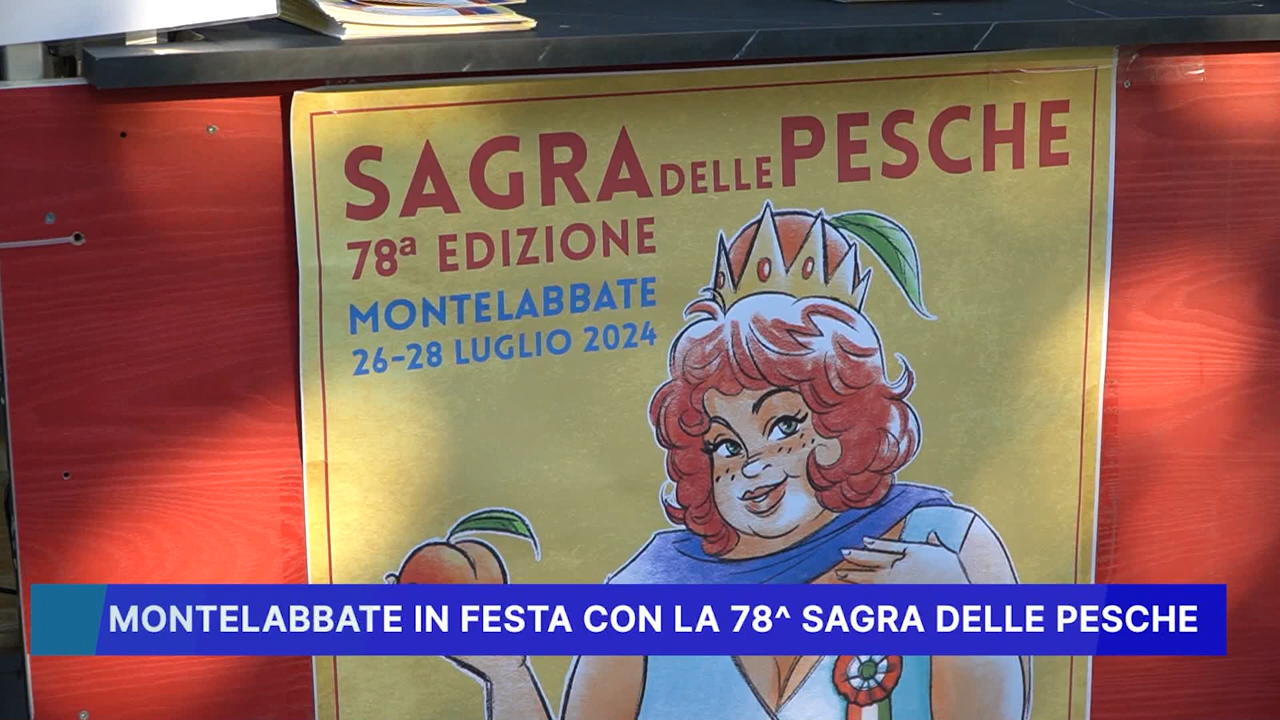 SAGRA DELLE PESCHE
78ª EDIZIONE
MONTELABBATE
26-28 LUGLIO 2024
MONTELABBATE IN FESTA CON LA 78^ SAGRA DELLE PESCHE